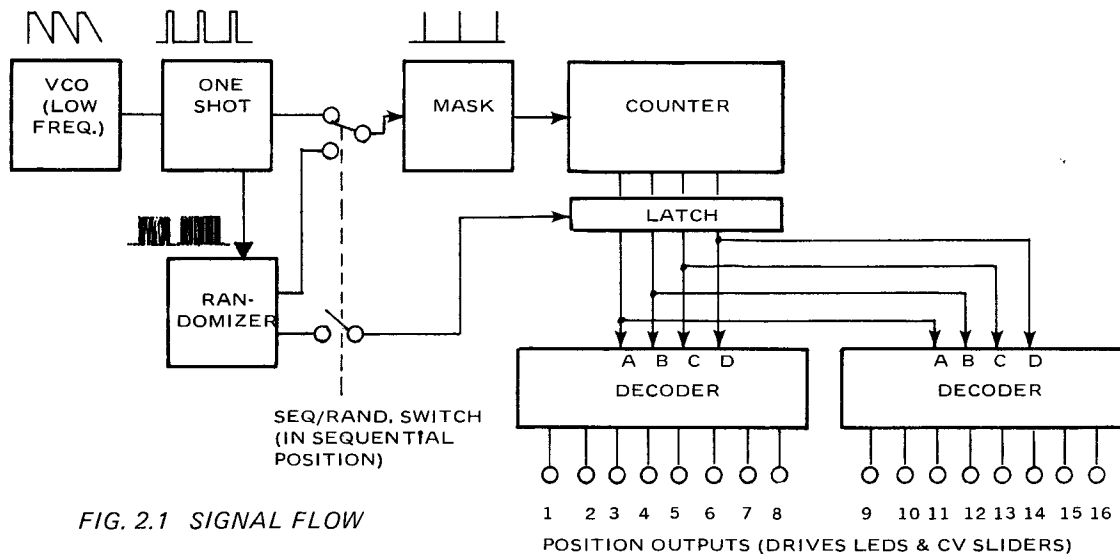 VCO
(LOW
FREQ.)
ONE
SHOT
MASK
COUNTER
LATCH
RAN-
DOMIZER
A B C D
DECODER
A B C D
DECODER
SEQ/RAND. SWITCH
(IN SEQUENTIAL
POSITION)
1 2 3 4 5 6 7 8
9 10 11 12 13 14 15 16
FIG. 2.1 SIGNAL FLOW
POSITION OUTPUTS (DRIVES LEDS & CV SLIDERS)